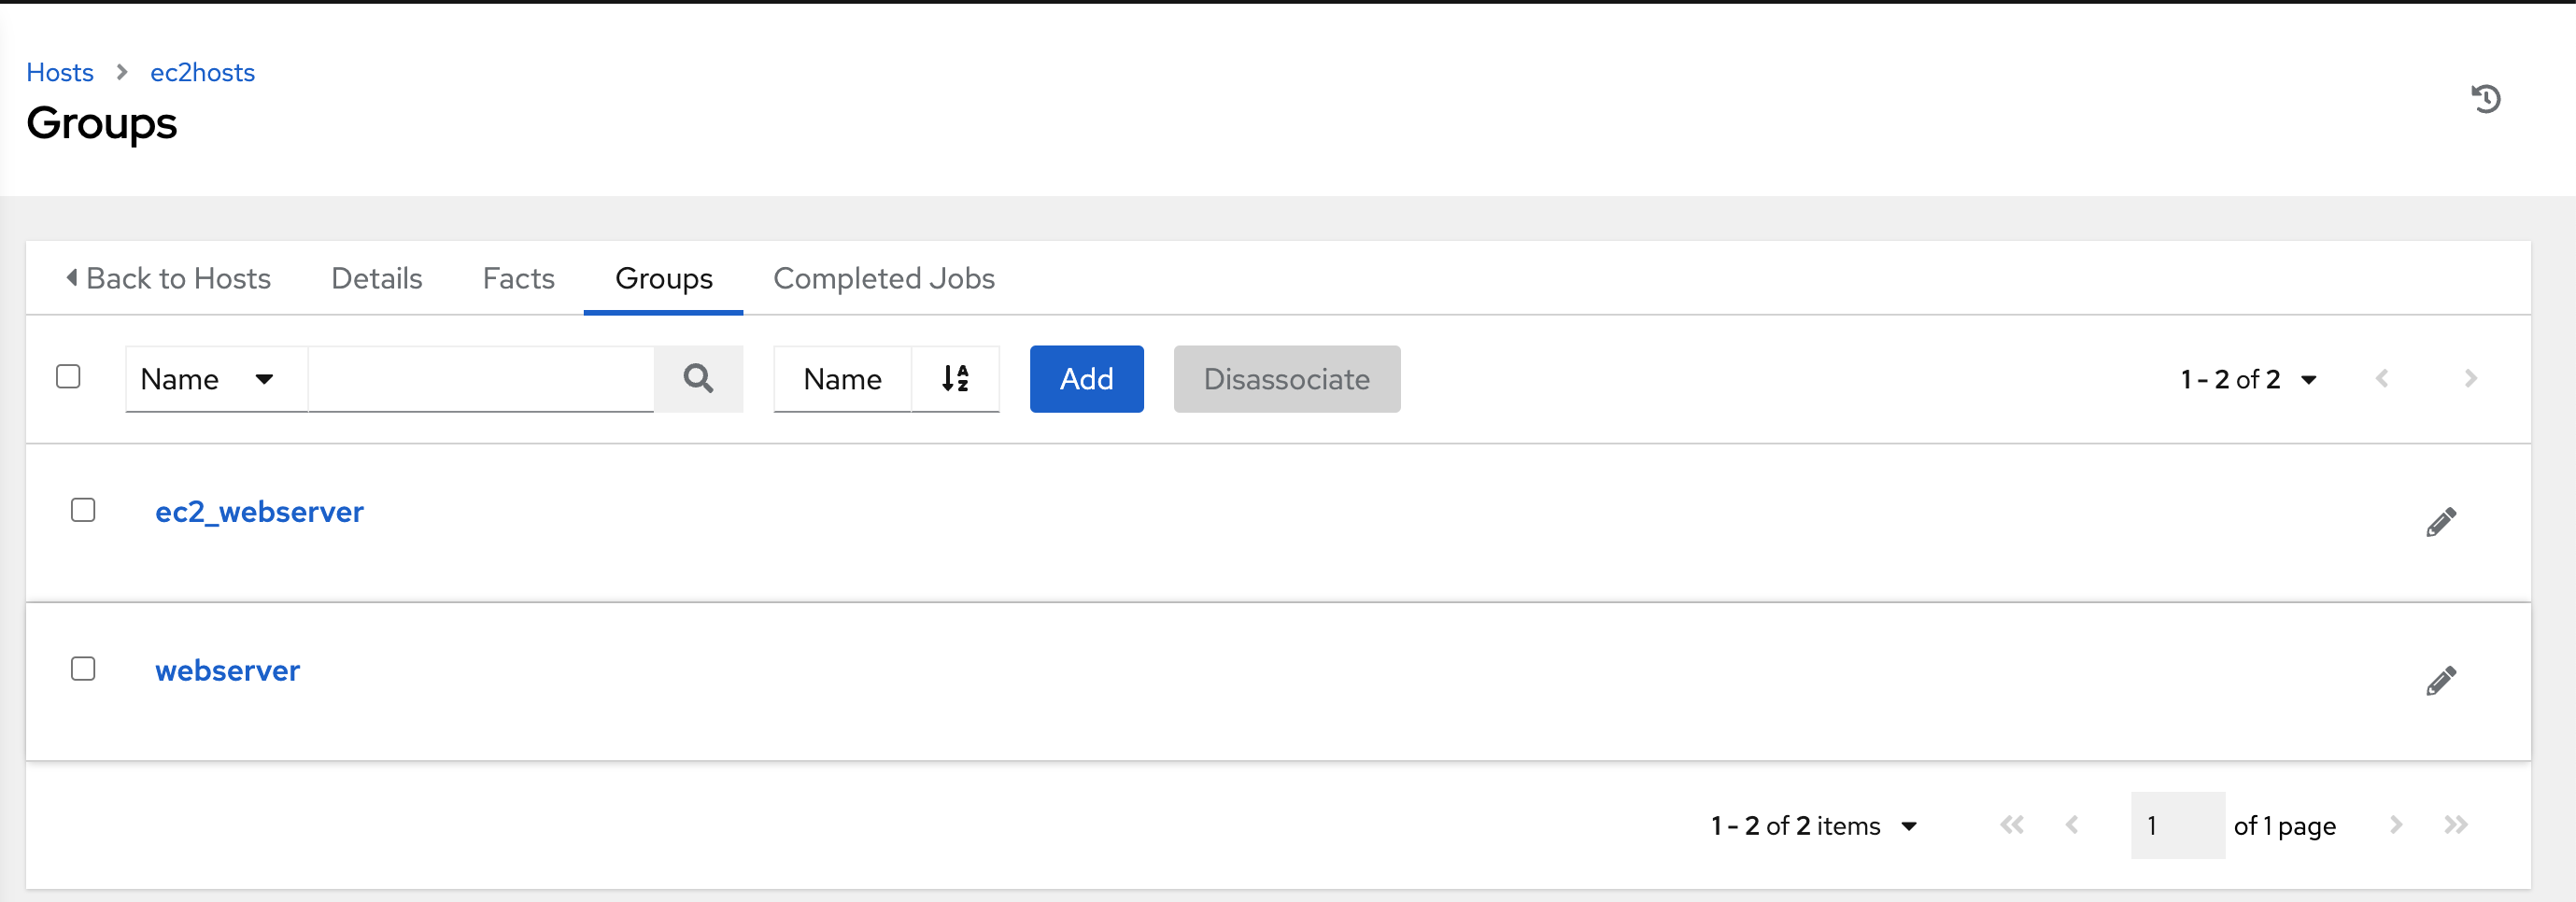 Hosts ec2hosts
Groups
Back to Hosts Details Facts Groups Completed Jobs
Name Name Add Disassociate 1 - 2 of 2
ec2_webserver
webserver
1 - 2 of 2 items 1 of 1 page